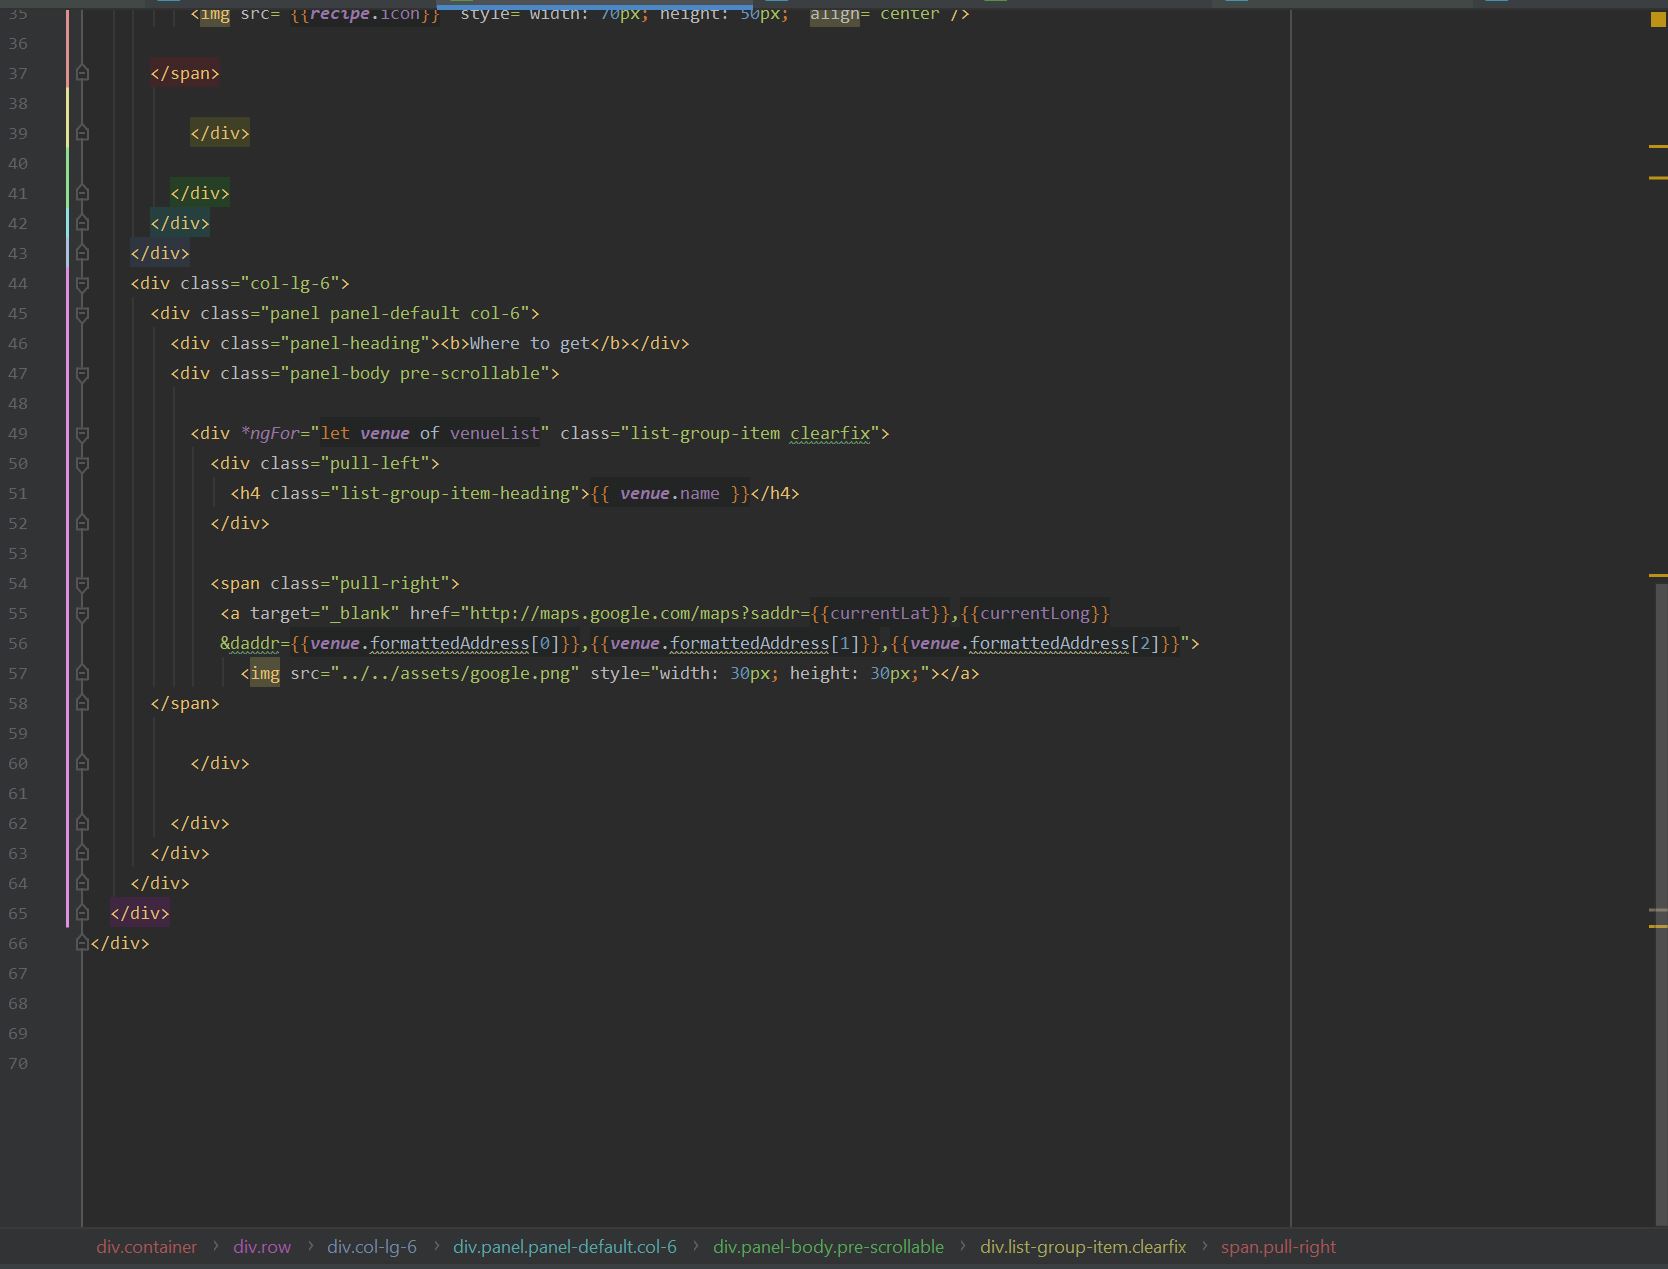 35 <img src= {{recipe.icon}} style= width: 70px; height: 50px; align= center />
36
37 </span>
38
39 </div>
40
41 </div>
42 </div>
43 </div>
44 <div class="col-lg-6">
45 <div class="panel panel-default col-6">
46 <div class="panel-heading"><b>Where to get</b></div>
47 <div class="panel-body pre-scrollable">
48
49 <div *ngFor="let venue of venueList" class="list-group-item clearfix">
50 <div class="pull-left">
51 <h4 class="list-group-item-heading">{{ venue.name }}</h4>
52 </div>
53
54 <span class="pull-right">
55 <a target="_blank" href="http://maps.google.com/maps?saddr={{currentLat}},{{currentLong}}
56 &daddr={{venue.formattedAddress[0]}},{{venue.formattedAddress[1]}},{{venue.formattedAddress[2]}}">
57 <img src="../../assets/google.png" style="width: 30px; height: 30px;"></a>
58 </span>
59
60 </div>
61
62 </div>
63 </div>
64 </div>
65 </div>
66 </div>
67
68
69
70
div.container › div.row › div.col-lg-6 › div.panel.panel-default.col-6 › div.panel-body.pre-scrollable › div.list-group-item.clearfix › span.pull-right